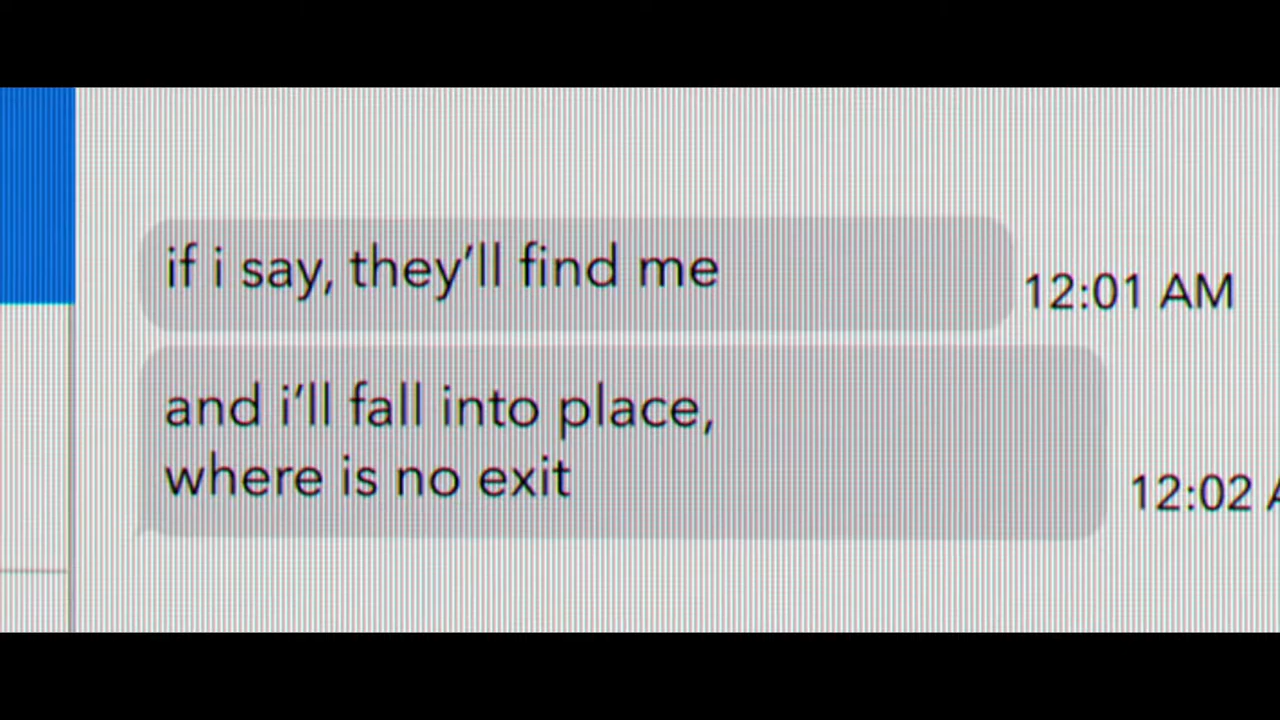 if i say, they’ll find me
12:01 AM
and i’ll fall into place,
where is no exit
12:02